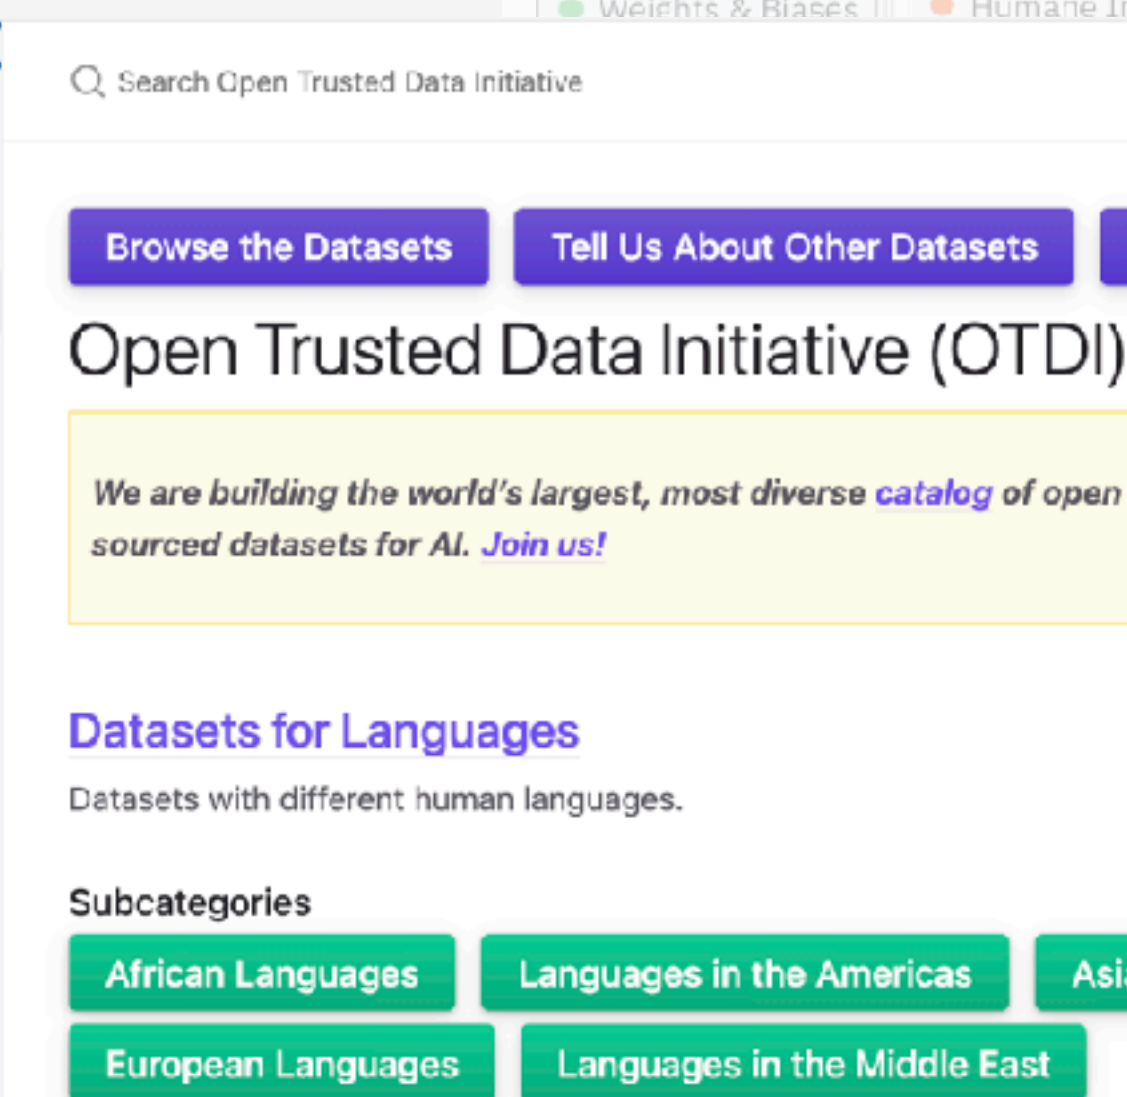 Weights & Biases
Humane
Search Open Trusted Data Initiative
Browse the Datasets
Tell Us About Other Datasets
Open Trusted Data Initiative (OTDI)
We are building the world's largest, most diverse catalog of open
sourced datasets for AI. Join us!
Datasets for Languages
Datasets with different human languages.
Subcategories
African Languages
Languages in the Americas
European Languages
Languages in the Middle East